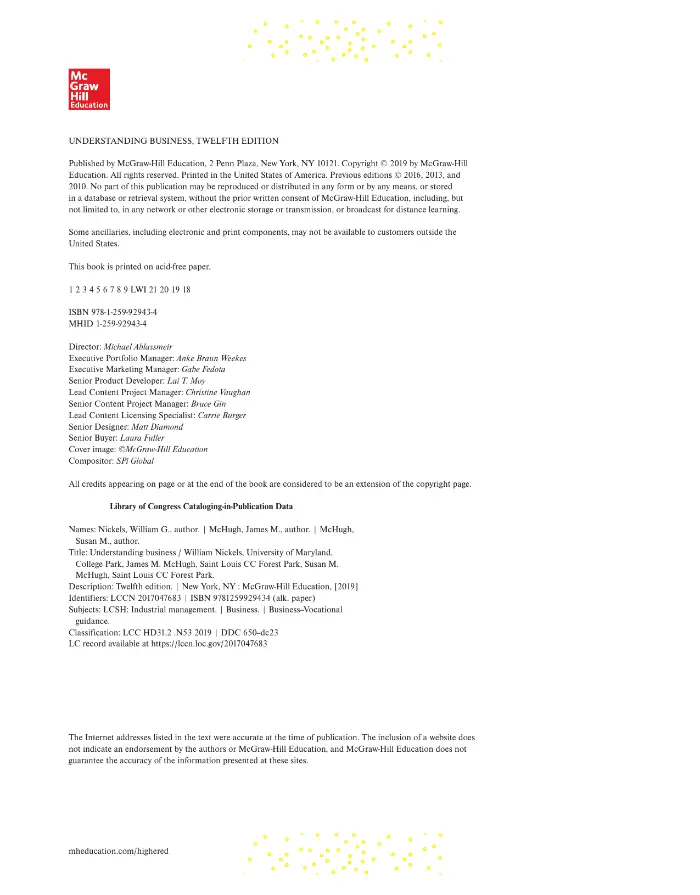 Mc
Graw
Hill
Education
UNDERSTANDING BUSINESS, TWELFTH EDITION
Published by McGraw-Hill Education, 2 Penn Plaza, New York, NY 10121. Copyright © 2019 by McGraw-Hill
Education. All rights reserved. Printed in the United States of America. Previous editions © 2016, 2013, and
2010. No part of this publication may be reproduced or distributed in any form or by any means, or stored
in a database or retrieval system, without the prior written consent of McGraw-Hill Education, including, but
not limited to, in any network or other electronic storage or transmission, or broadcast for distance learning.
Some ancillaries, including electronic and print components, may not be available to customers outside the
United States.
This book is printed on acid-free paper.
1 2 3 4 5 6 7 8 9 LWI 21 20 19 18
ISBN 978-1-259-92943-4
MHID 1-259-92943-4
Director: Michael Ablassmeir
Executive Portfolio Manager: Anke Braun Weekes
Executive Marketing Manager: Gabe Fedota
Senior Product Developer: Lai T. Moy
Lead Content Project Manager: Christine Vaughan
Senior Content Project Manager: Bruce Gin
Lead Content Licensing Specialist: Carrie Burger
Senior Designer: Matt Diamond
Senior Buyer: Laura Fuller
Cover image: ©McGraw-Hill Education
Compositor: SPi Global
All credits appearing on page or at the end of the book are considered to be an extension of the copyright page.
Library of Congress Cataloging-in-Publication Data
Names: Nickels, William G., author. | McHugh, James M., author. | McHugh,
Susan M., author.
Title: Understanding business / William Nickels, University of Maryland,
College Park, James M. McHugh, Saint Louis CC Forest Park, Susan M.
McHugh, Saint Louis CC Forest Park.
Description: Twelfth edition. | New York, NY : McGraw-Hill Education, [2019]
Identifiers: LCCN 2017047683 | ISBN 9781259929434 (alk. paper)
Subjects: LCSH: Industrial management. | Business. | Business–Vocational
guidance.
Classification: LCC HD31.2 .N53 2019 | DDC 650–dc23
LC record available at https://lccn.loc.gov/2017047683
The Internet addresses listed in the text were accurate at the time of publication. The inclusion of a website does
not indicate an endorsement by the authors or McGraw-Hill Education, and McGraw-Hill Education does not
guarantee the accuracy of the information presented at these sites.
mheducation.com/highered